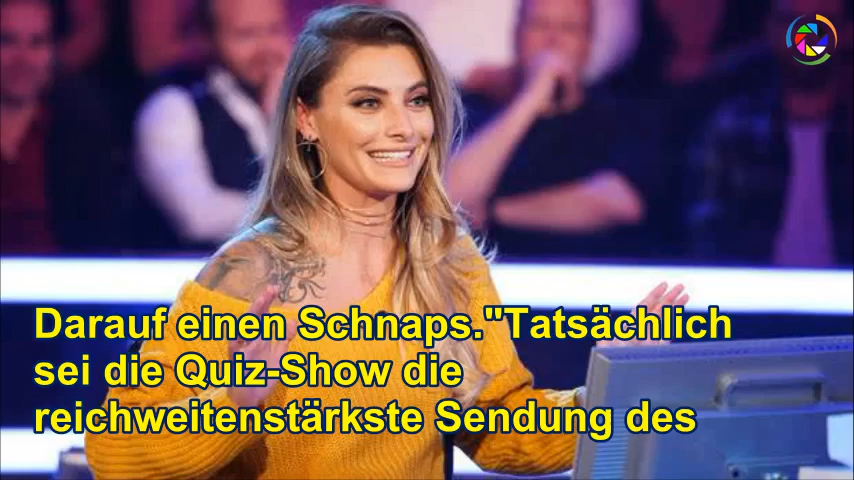 Darauf einen Schnaps."Tatsächlich
sei die Quiz-Show die
reichweitenstärkste Sendung des